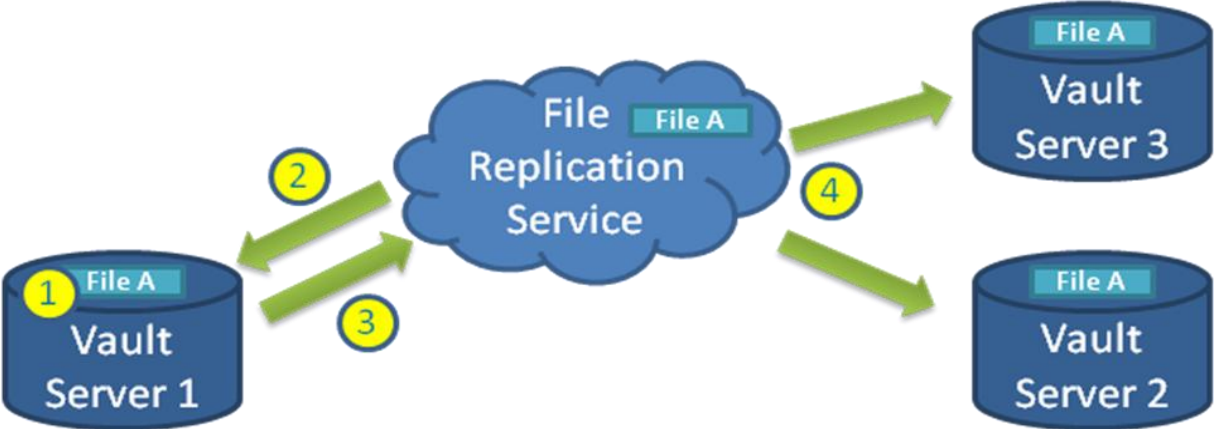 File A
Vault
Server 3
File
File A
Replication
Service
2
4
3
1
File A
Vault
Server 1
File A
Vault
Server 2